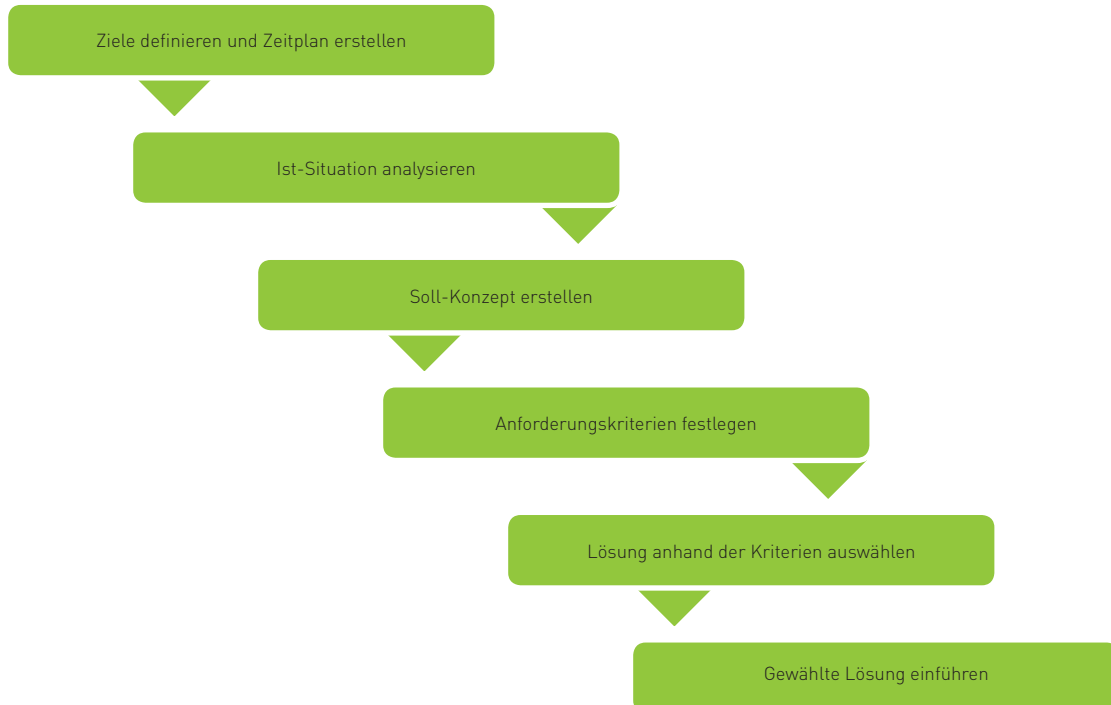 Ziele definieren und Zeitplan erstellen
Ist-Situation analysieren
Soll-Konzept erstellen
Anforderungskriterien festlegen
Lösung anhand der Kriterien auswählen
Gewählte Lösung einführen